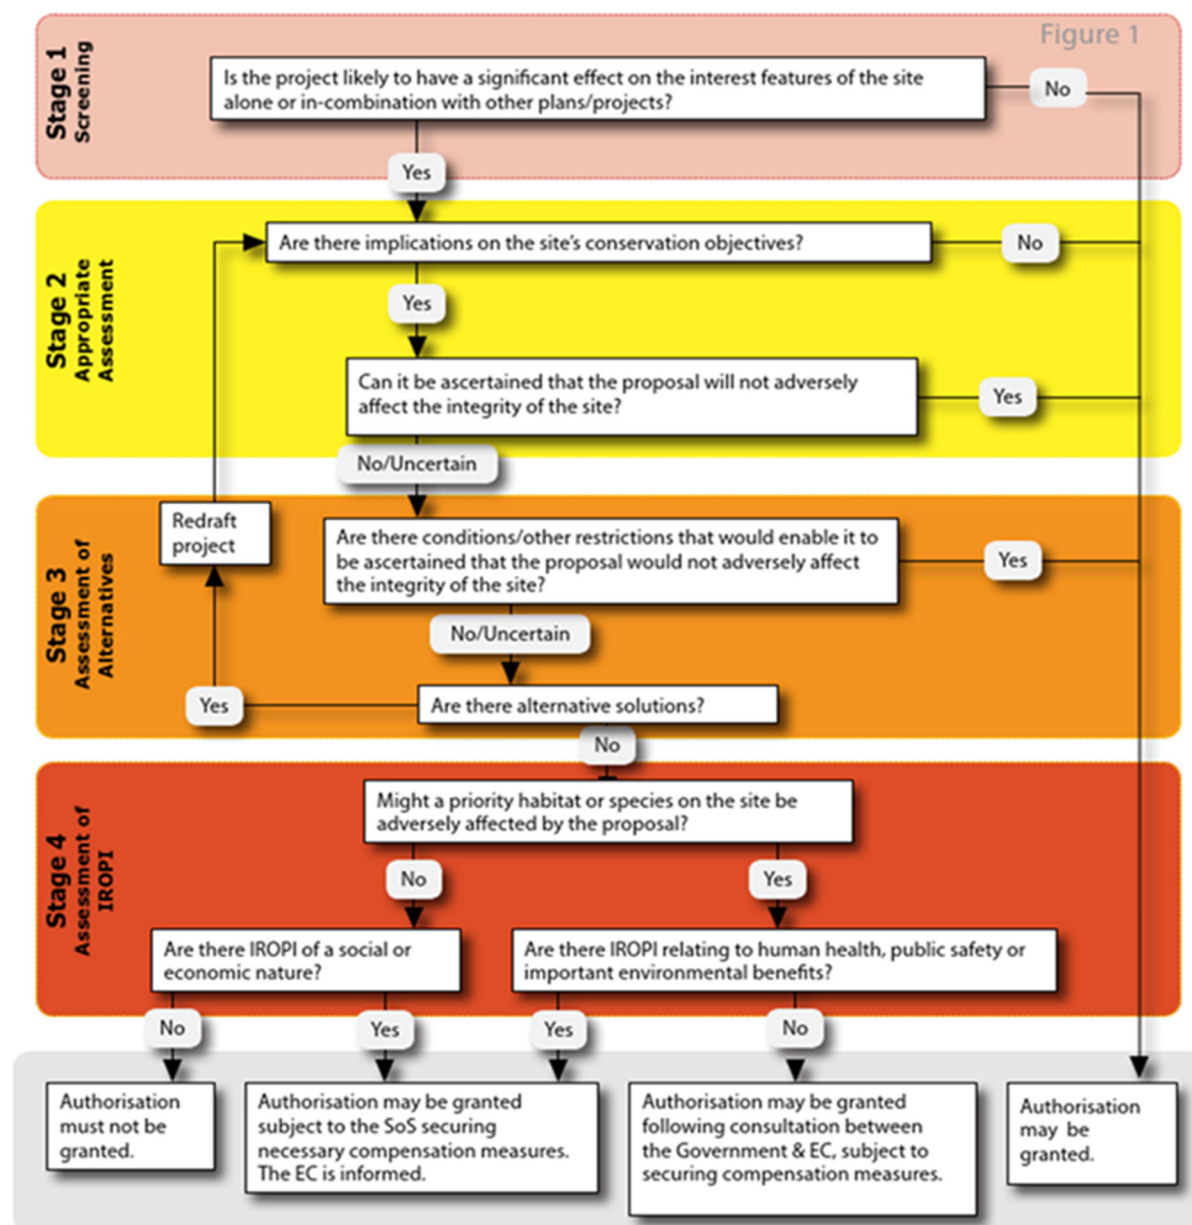 Figure 1
Stage 1
Screening
Is the project likely to have a significant effect on the interest features of the site
alone or in-combination with other plans/projects?
No
Yes
Stage 2
Appropriate
Assessment
Are there implications on the site's conservation objectives?
No
Yes
Can it be ascertained that the proposal will not adversely
affect the integrity of the site?
Yes
No/Uncertain
Stage 3
Assessment of
Alternatives
Redraft
project
Are there conditions/other restrictions that would enable it to
be ascertained that the proposal would not adversely affect
the integrity of the site?
Yes
No/Uncertain
Are there alternative solutions?
Yes
No
Stage 4
Assessment of
IROPI
Might a priority habitat or species on the site be
adversely affected by the proposal?
No
Yes
Are there IROPI of a social or
economic nature?
Are there IROPI relating to human health, public safety or
important environmental benefits?
No
Yes
Yes
No
Authorisation
must not be
granted.
Authorisation may be granted
subject to the SoS securing
necessary compensation measures.
The EC is informed.
Authorisation may be granted
following consultation between
the Government & EC, subject to
securing compensation measures.
Authorisation
may be
granted.